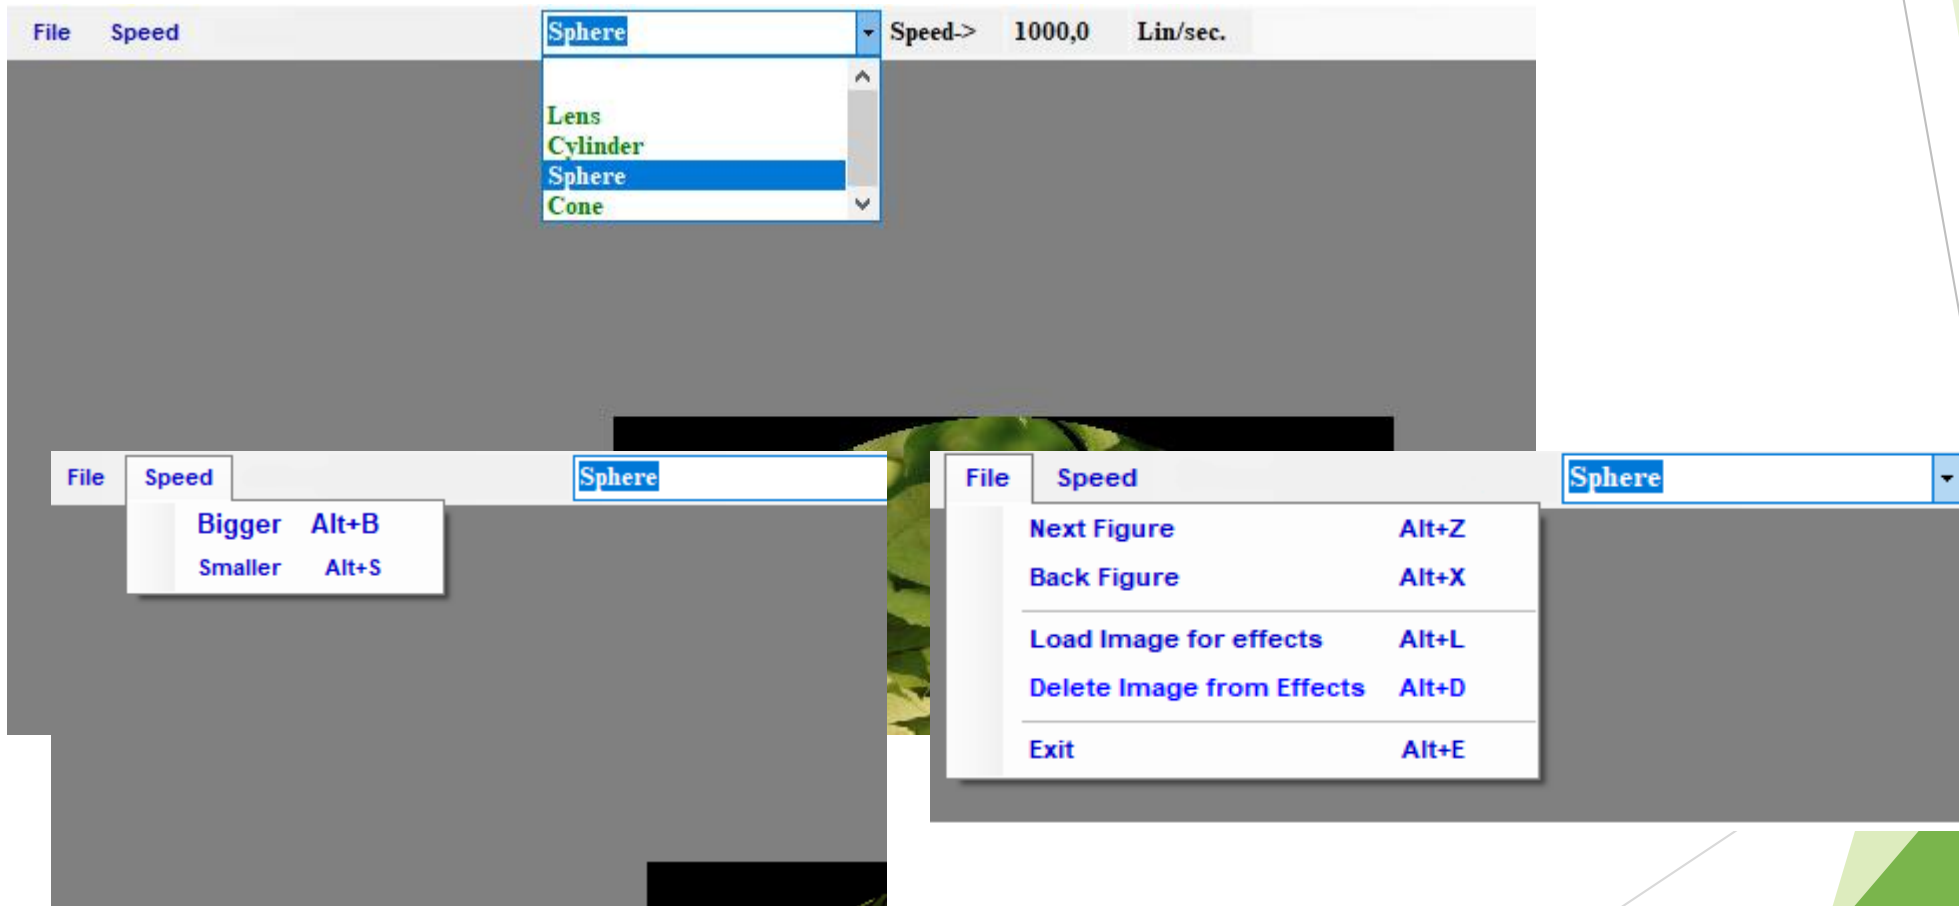 File Speed Sphere Speed-> 1000,0 Lin/sec.
Lens
Cylinder
Sphere
Cone
File Speed Sphere
Bigger Alt+B
Smaller Alt+S
File Speed Sphere
Next Figure Alt+Z
Back Figure Alt+X
Load Image for effects Alt+L
Delete Image from Effects Alt+D
Exit Alt+E